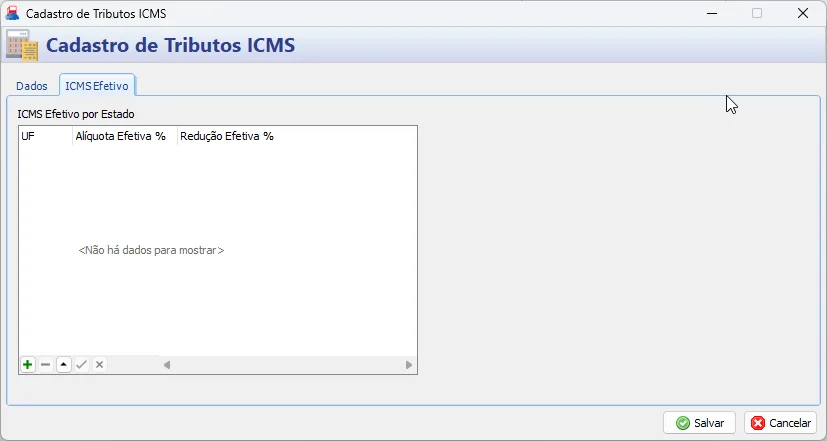 Cadastro de Tributos ICMS
Cadastro de Tributos ICMS
Dados ICMS Efetivo
ICMS Efetivo por Estado
UF Alíquota Efetiva % Redução Efetiva %
<Não há dados para mostrar>
Salvar Cancelar